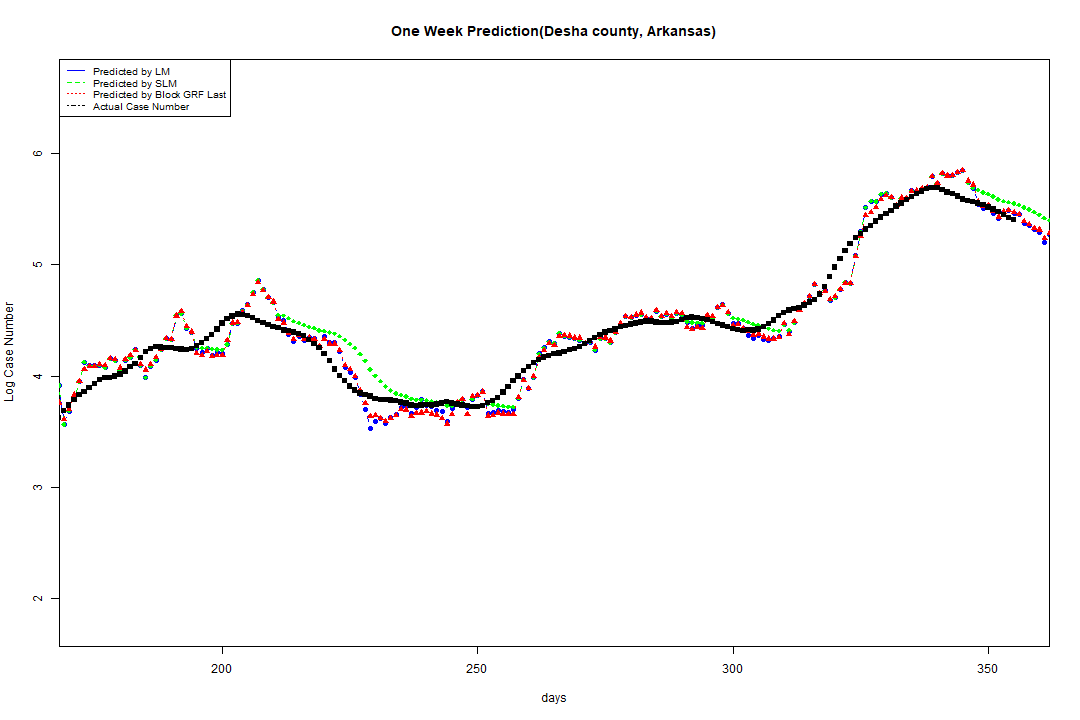 One Week Prediction(Desha county, Arkansas)
Predicted by LM
Predicted by SLM
Predicted by Block GRF Last
Actual Case Number
6
5
4
3
2
Log Case Number
200
250
300
350
days